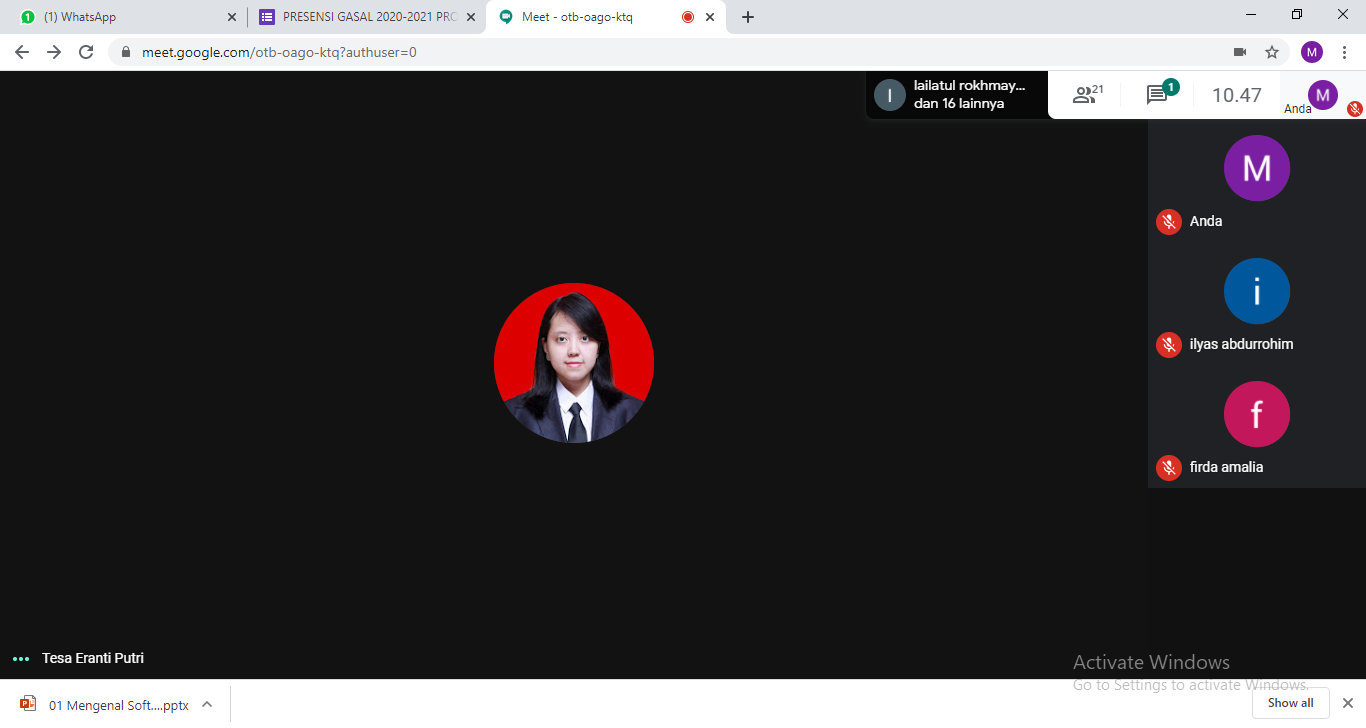 (1) WhatsApp
PRESENSI GASAL 2020-2021 PRO
Meet - otb-oago-ktq
meet.google.com/otb-oago-ktq?authuser=0
M
l
lailatul rokhmay...
dan 16 lainnya
21
1
10.47
Anda
M
M
Anda
i
ilyas abdurrohim
f
firda amalia
Tesa Eranti Putri
Activate Windows
Go to Settings to activate Windows.
01 Mengenal Soft....pptx
Show all